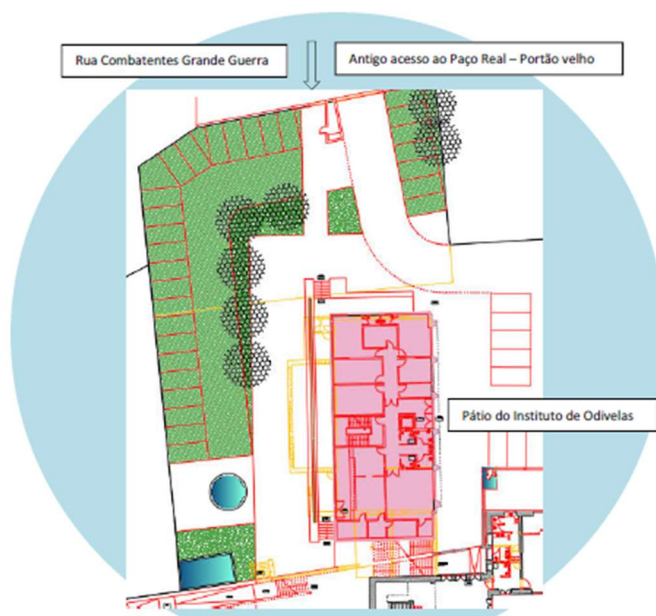 Rua Combatentes Grande Guerra
Antigo acesso ao Paço Real – Portão velho
Pátio do Instituto de Odivelas